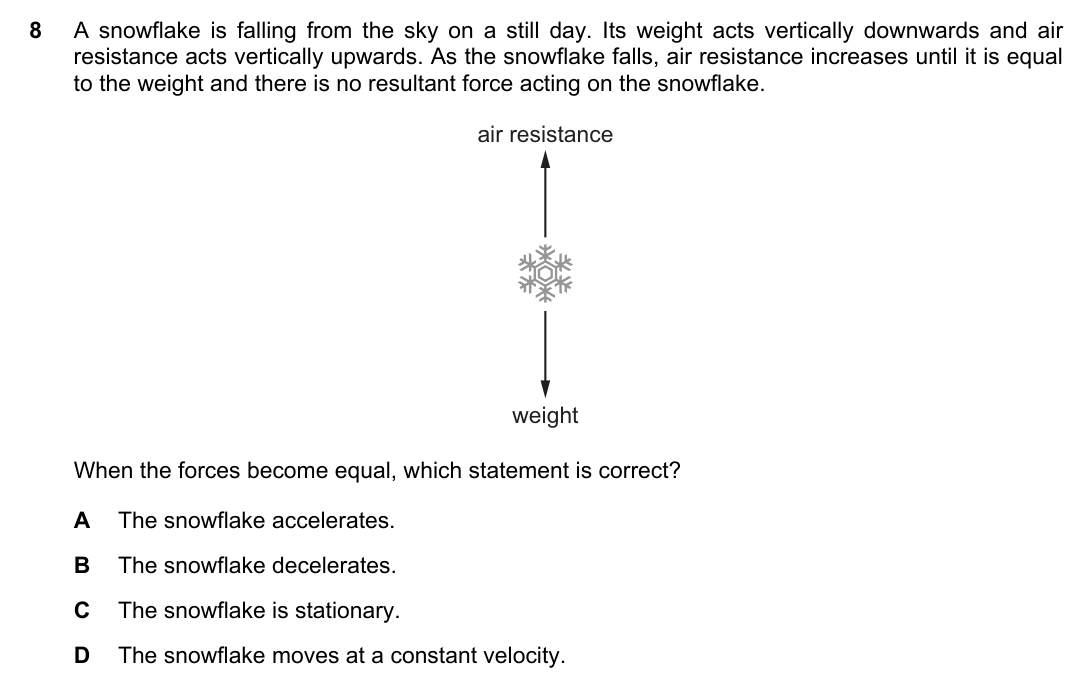 8 A snowflake is falling from the sky on a still day. Its weight acts vertically downwards and air
resistance acts vertically upwards. As the snowflake falls, air resistance increases until it is equal
to the weight and there is no resultant force acting on the snowflake.
air resistance
weight
When the forces become equal, which statement is correct?
A The snowflake accelerates.
B The snowflake decelerates.
C The snowflake is stationary.
D The snowflake moves at a constant velocity.